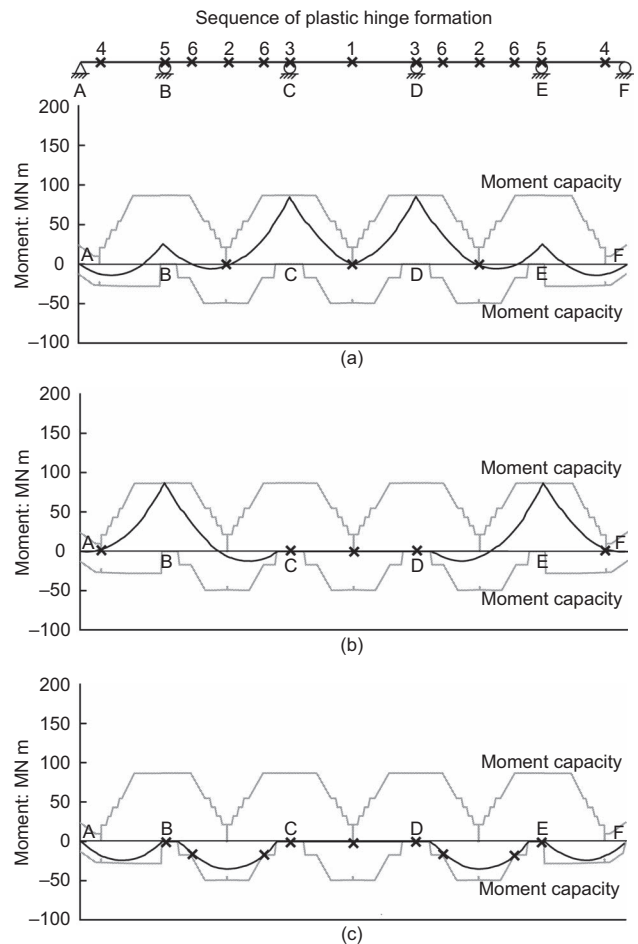 Sequence of plastic hinge formation
4 5 6 2 6 3 1 3 6 2 6 5 4
A B C D E F
200
150
Moment capacity
100
50
A
0
B C D E F
–50
Moment capacity
–100
Moment: MN m
(a)
200
150
Moment capacity
100
50
A
0
B C D E F
–50
Moment capacity
–100
Moment: MN m
(b)
200
150
Moment capacity
100
50
A B C D E F
0
–50
Moment capacity
–100
Moment: MN m
(c)